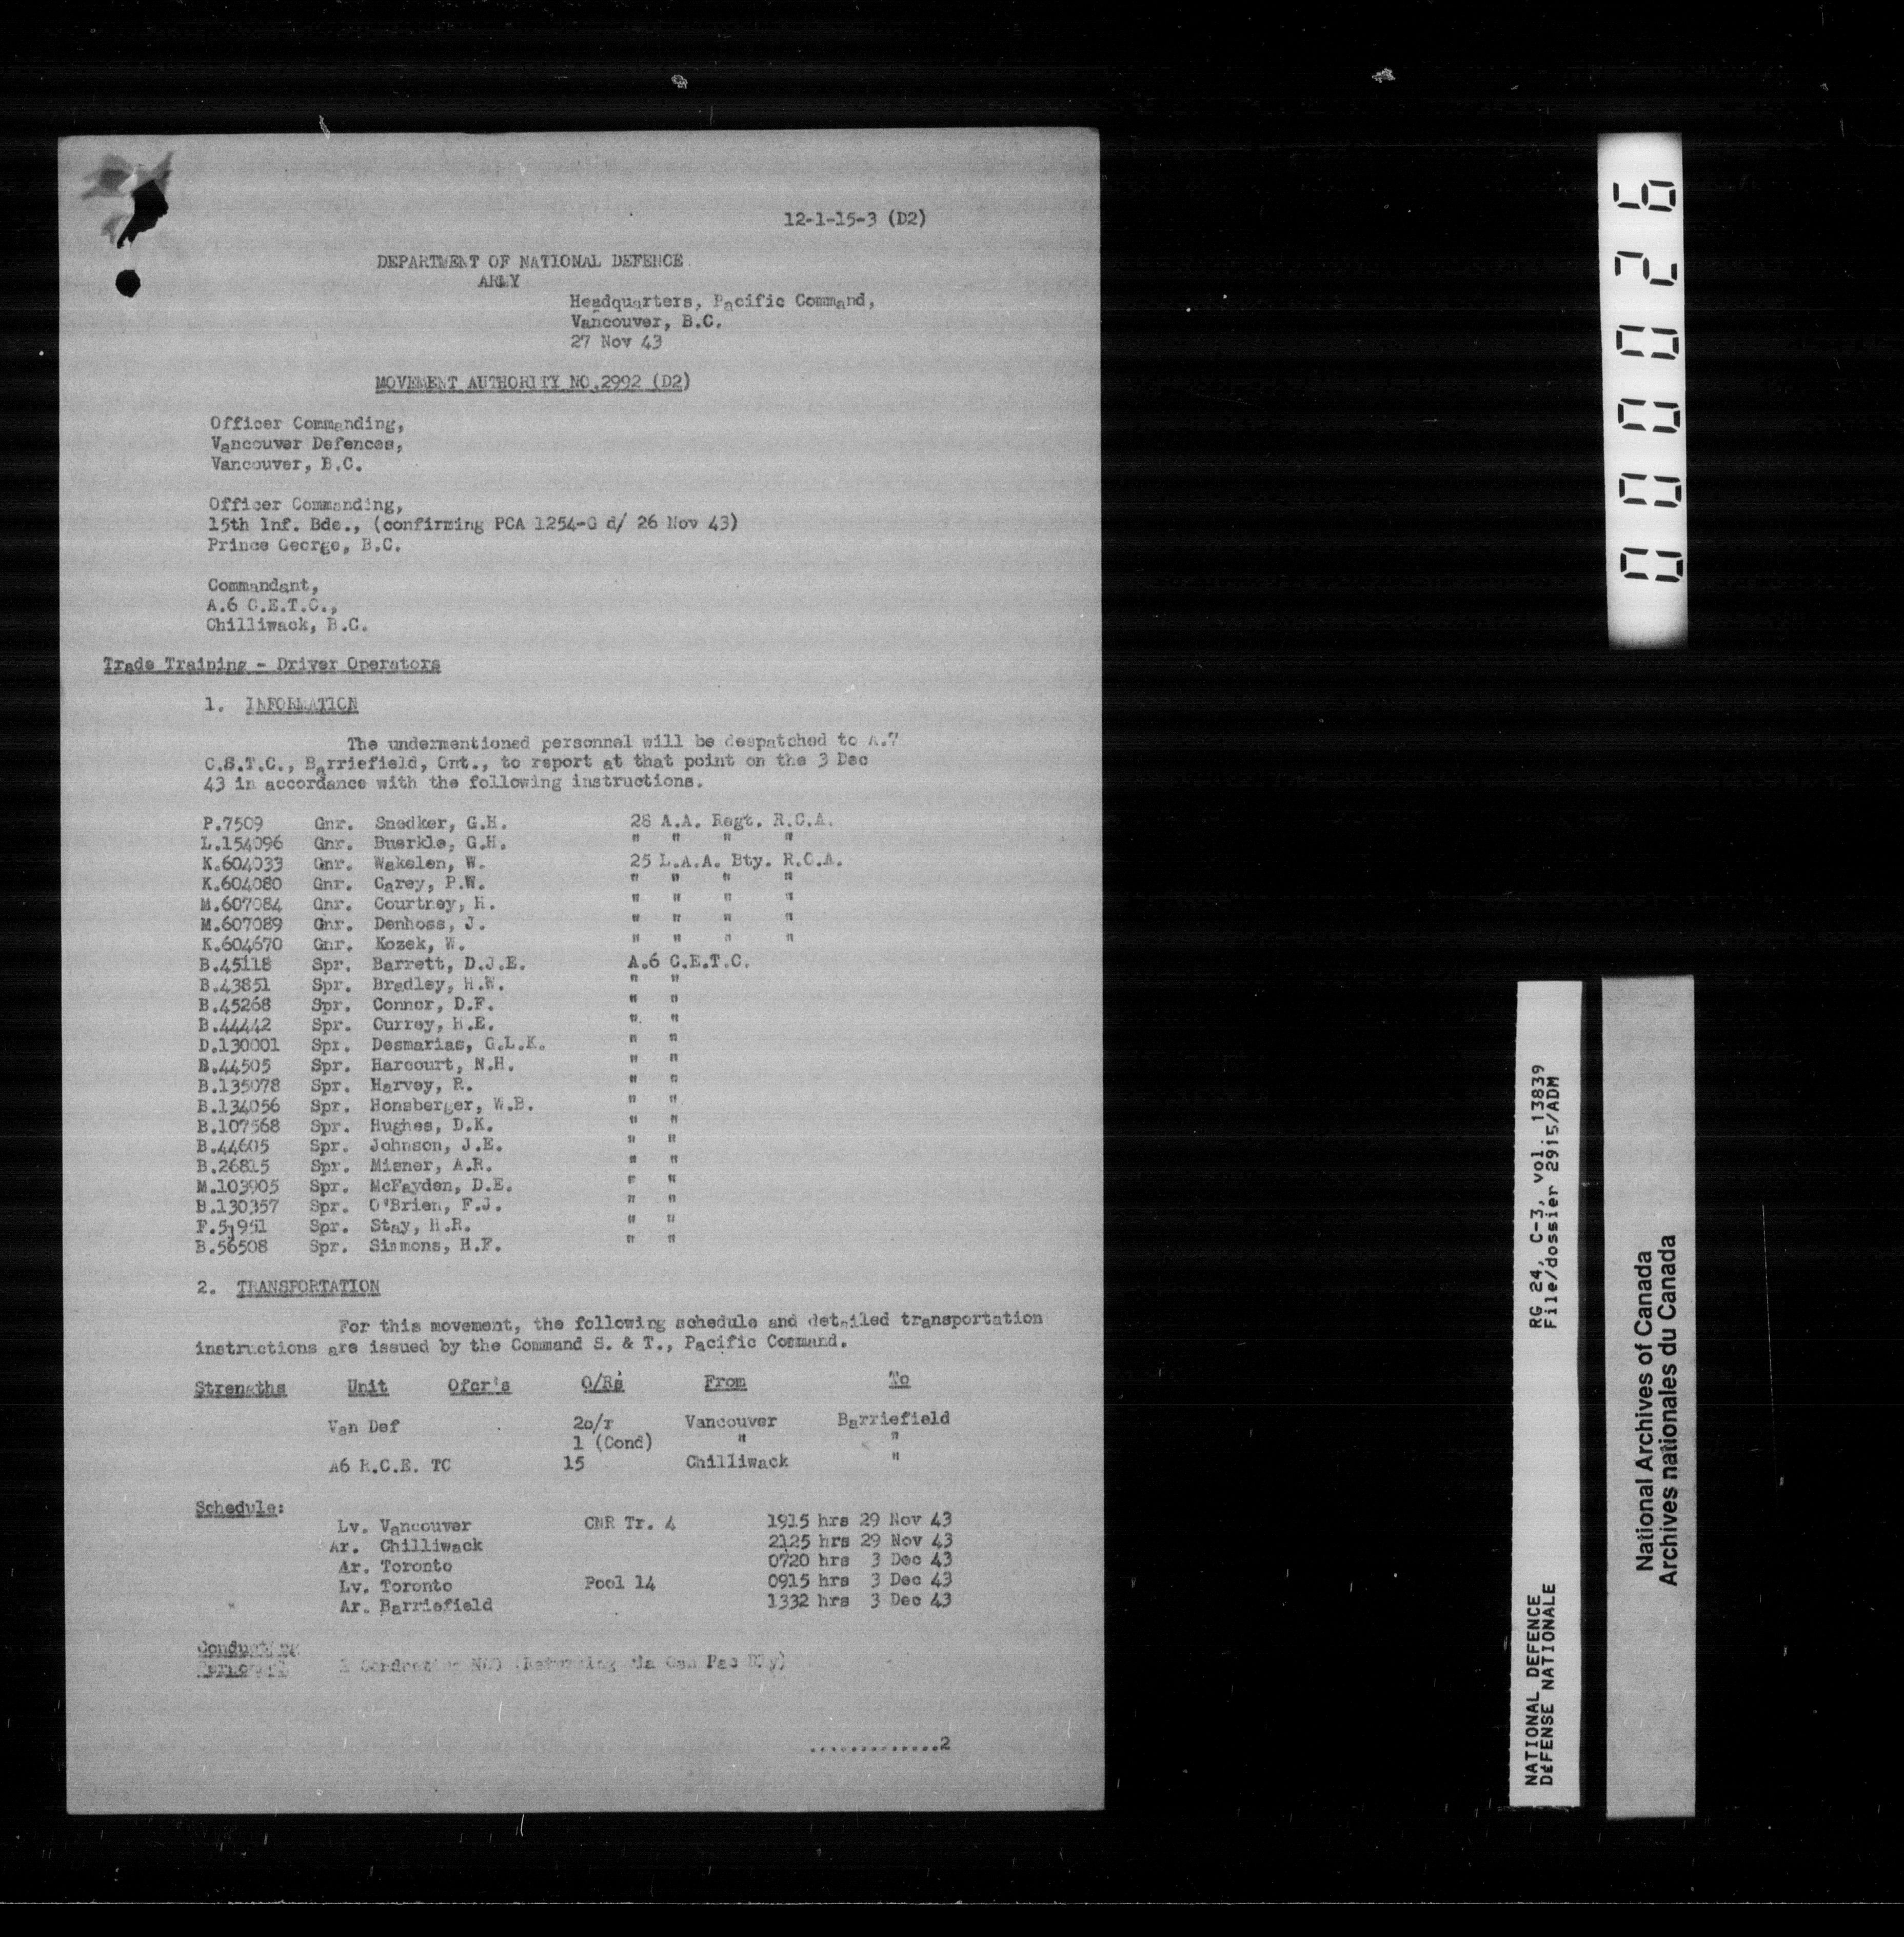 12-1-15-3 (D2)
DEPARTMENT OF NATIONAL DEFENCE
ARMY
Headquarters, Pacific Command,
Vancouver, B.C.
27 Nov 43
MOVEMENT AUTHORITY NO.2992 (D2)
Officer Commanding,
Vancouver Defences,
Vancouver, B.C.
Officer Commanding,
15th Inf. Bde., (confirming PCA 1254-G d/ 26 Nov 43)
Prince George, B.C.
Commandant,
A.6 C.E.T.C.,
Chilliwack, B.C.
Trade Training - Driver Operators
1. INFORMATION
The undermentioned personnal will be despatched to A.7
C.S.T.C., Barriefield, Ont., to report at that point on the 3 Dec
43 in accordance with the following instructions.
P.7509 Gnr. Snedker, G.H. 28 A.A. Regt. R.C.A.
L.154096 Gnr. Buerkle, G.H. " " " "
K.604033 Gnr. Wakelen, W. 25 L.A.A. Bty. R.C.A.
K.604080 Gnr. Carey, P.W. " " " "
M.607084 Gnr. Courtney, H. " " " "
M.607089 Gnr. Denhoss, J. " " " "
K.604670 Gnr. Kozek, W. " " " "
B.45118 Spr. Barrett, D.J.E. A.6 C.E.T.C.
B.43851 Spr. Bradley, H.W. " "
B.45268 Spr. Connor, D.F. " "
B.44442 Spr. Currey, H.E. " "
D.130001 Spr. Desmarias, G.L.K. " "
B.44505 Spr. Harcourt, N.H. " "
B.135078 Spr. Harvey, R. " "
B.134056 Spr. Honsberger, W.B. " "
B.107568 Spr. Hughes, D.K. " "
B.44605 Spr. Johnson, J.E. " "
B.26815 Spr. Misner, A.R. " "
M.103905 Spr. McFayden, D.E. " "
B.130357 Spr. O'Brien, F.J. " "
F.51951 Spr. Stay, H.R. " "
B.56508 Spr. Simmons, H.F. " "
2. TRANSPORTATION
For this movement, the following schedule and detailed transportation
instructions are issued by the Command S. & T., Pacific Command.
Strengths Unit Ofcr's O/Rs From To
Van Def 2o/r Vancouver Barriefield
1 (Cond) " "
A6 R.C.E. TC 15 Chilliwack "
Schedule:
Lv. Vancouver CNR Tr. 4 1915 hrs 29 Nov 43
Ar. Chilliwack 2125 hrs 29 Nov 43
Ar. Toronto 0720 hrs 3 Dec 43
Lv. Toronto Pool 14 0915 hrs 3 Dec 43
Ar. Barriefield 1332 hrs 3 Dec 43
Conducting
1 Conducting NCO (Returning via Can Pac Rly)
.............2
000026
RG 24, C-3, vol. 13839
File/dossier 2915/ADM
NATIONAL DEFENCE
DEFENSE NATIONALE
National Archives of Canada
Archives nationales du Canada